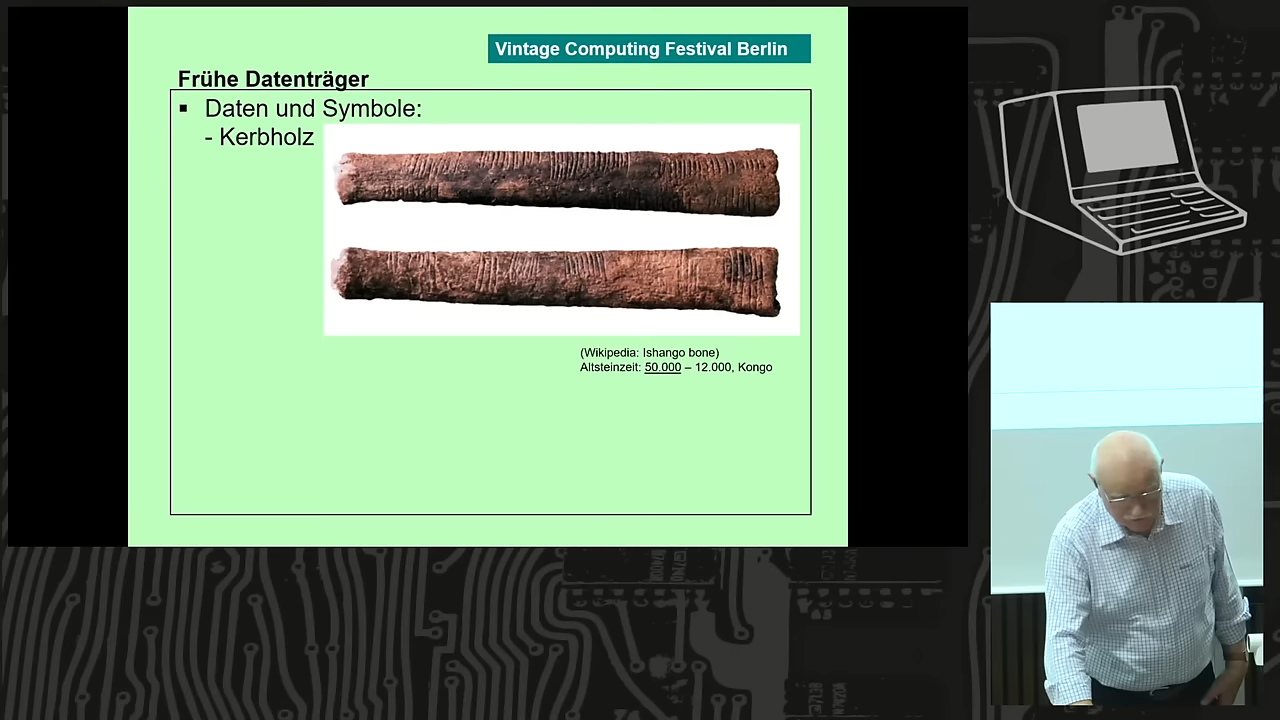 Vintage Computing Festival Berlin
Frühe Datenträger
▪ Daten und Symbole:
- Kerbholz
(Wikipedia: Ishango bone)
Altsteinzeit: 50.000 – 12.000, Kongo